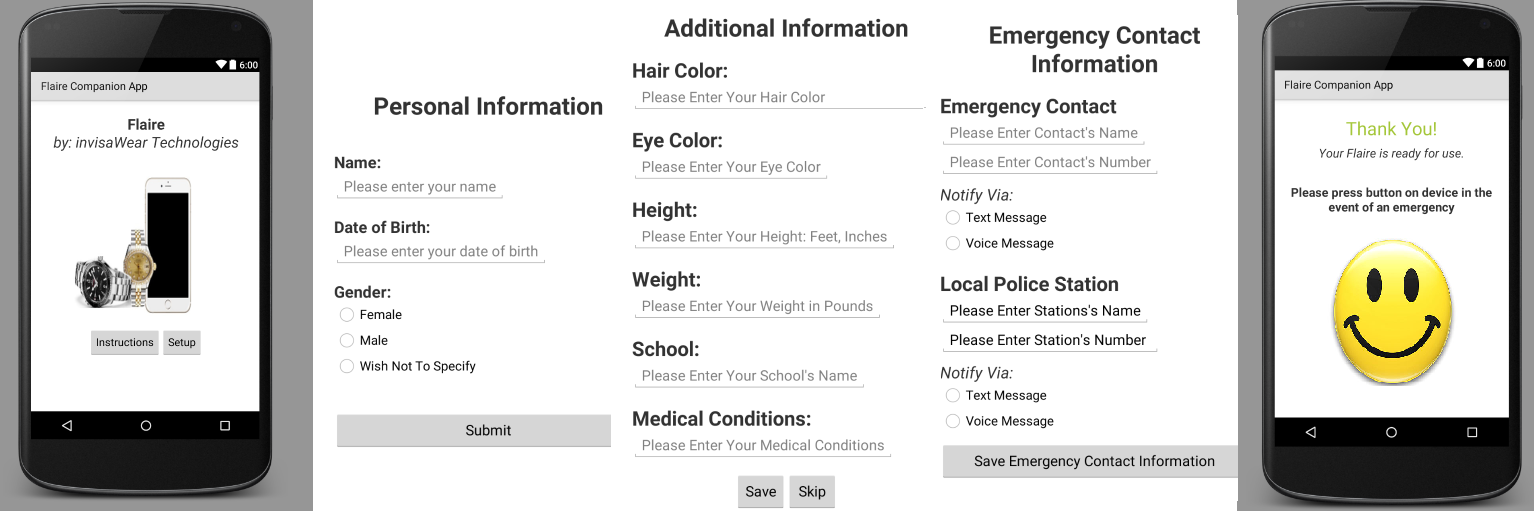 6:00
Flaire Companion App
Flaire
by: invisaWear Technologies
Instructions
Setup
Personal Information
Name:
Please enter your name
Date of Birth:
Please enter your date of birth
Gender:
Female
Male
Wish Not To Specify
Submit
Additional Information
Hair Color:
Please Enter Your Hair Color
Eye Color:
Please Enter Your Eye Color
Height:
Please Enter Your Height: Feet, Inches
Weight:
Please Enter Your Weight in Pounds
School:
Please Enter Your School's Name
Medical Conditions:
Please Enter Your Medical Conditions
Save
Skip
Emergency Contact
Information
Emergency Contact
Please Enter Contact's Name
Please Enter Contact's Number
Notify Via:
Text Message
Voice Message
Local Police Station
Please Enter Stations's Name
Please Enter Station's Number
Notify Via:
Text Message
Voice Message
Save Emergency Contact Information
6:00
Flaire Companion App
Thank You!
Your Flaire is ready for use.
Please press button on device in the
event of an emergency